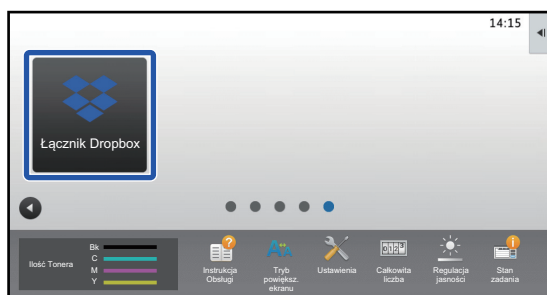 14:15
Łącznik Dropbox
Ilość Tonera
Bk
C
M
Y
Instrukcja
Obsługi
Tryb
powiększ.
ekranu
Ustawienia
Całkowita
liczba
Regulacja
jasności
Stan
zadania